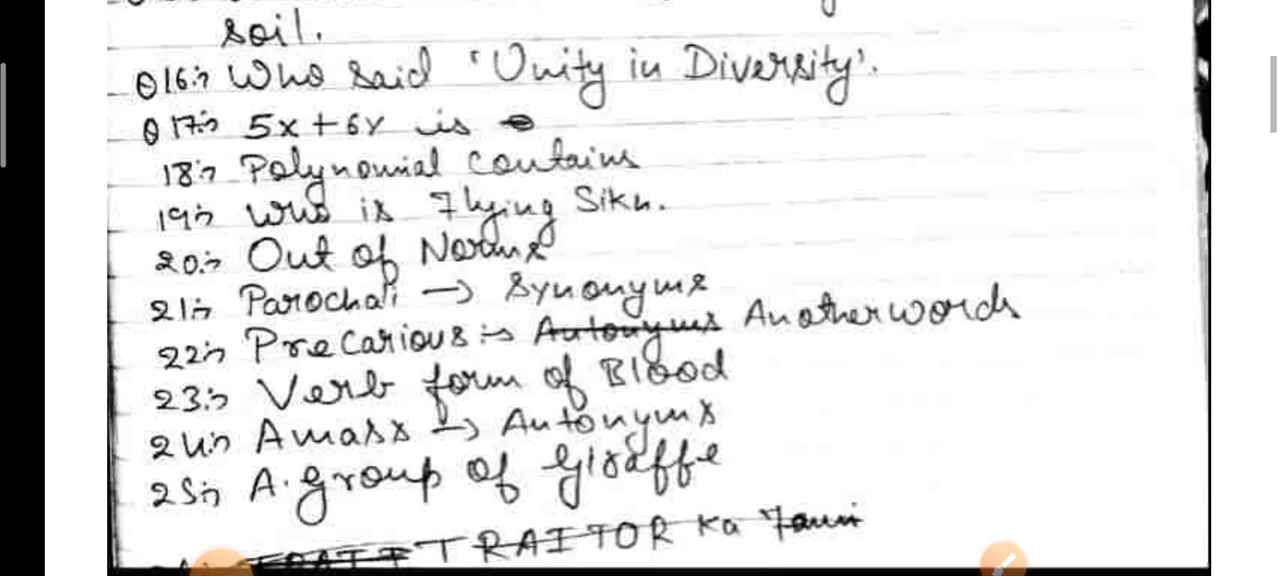 soil.
Q16:- Who said 'Unity in Diversity'.
Q17:- 5x+6y is
18:- Polynomial contains
19:- Who is Flying Sikh.
20:- Out of Norms
21:- Parochali → Synonyms
22:- Precarious :- Antonyms Another words
23:- Verb form of Blood
24:- Amass → Antonyms
25:- A. group of Giraffe
TRAITOR Ka